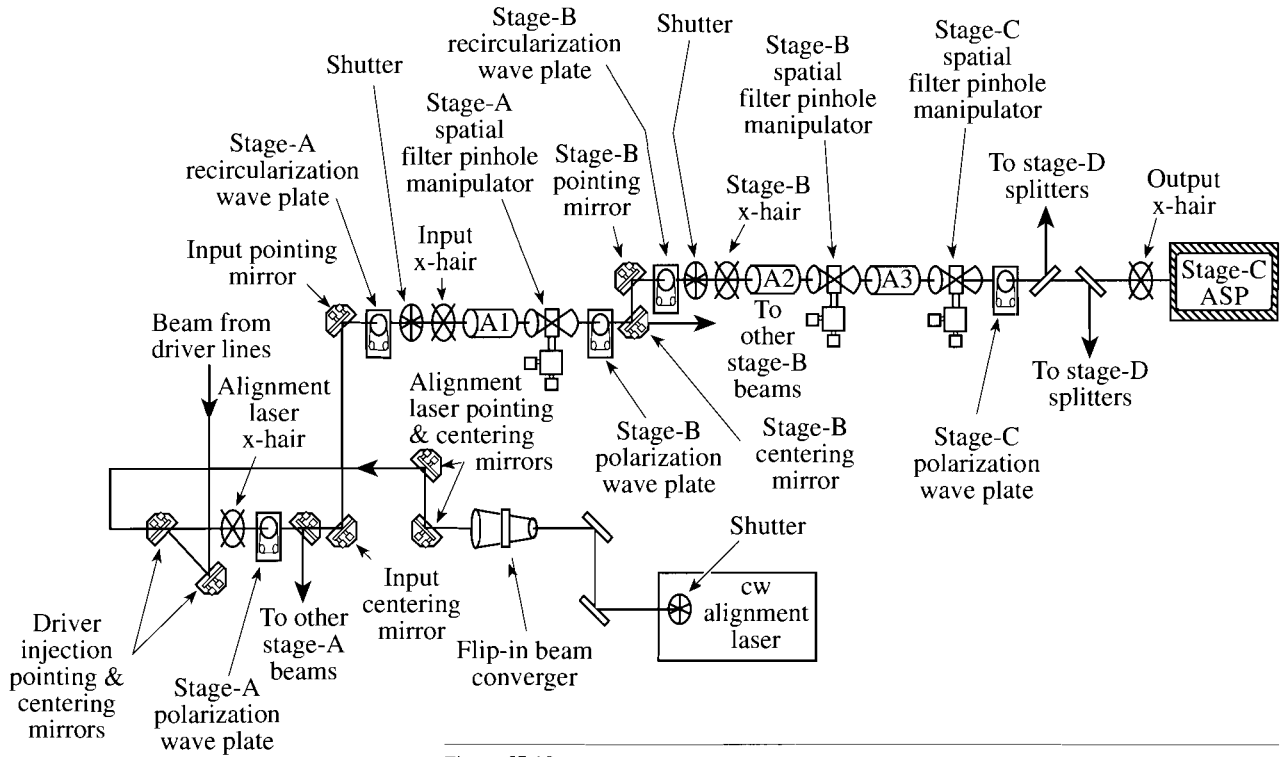 Stage-B
recircularization
wave plate
Shutter
Stage-B
spatial
filter pinhole
manipulator
Stage-C
spatial
filter pinhole
manipulator
Shutter
Stage-A
spatial
filter pinhole
manipulator
Stage-A
recircularization
wave plate
Stage-B
pointing
mirror
Stage-B
x-hair
To stage-D
splitters
Output
x-hair
Input pointing
mirror
Input
x-hair
A1
A2
A3
Stage-C
ASP
To
other
stage-B
beams
To stage-D
splitters
Beam from
driver lines
Alignment
laser
x-hair
Alignment
laser pointing
& centering
mirrors
Stage-B
polarization
wave plate
Stage-B
centering
mirror
Stage-C
polarization
wave plate
Shutter
cw
alignment
laser
Driver
injection
pointing &
centering
mirrors
Stage-A
polarization
wave plate
To other
stage-A
beams
Input
centering
mirror
Flip-in beam
converger